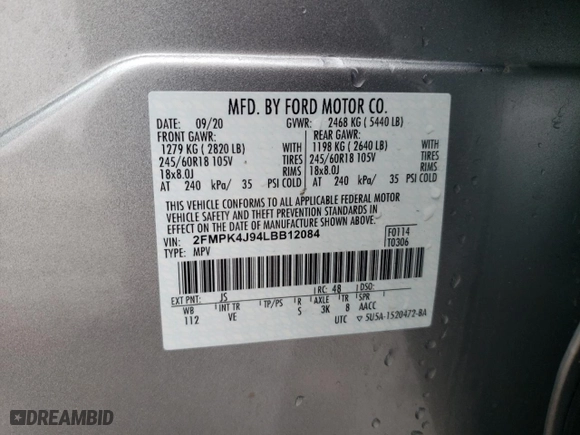 MFD. BY FORD MOTOR CO.
DATE: 09/20 GVWR: 2468 KG ( 5440 LB)
FRONT GAWR: REAR GAWR:
1279 KG ( 2820 LB) WITH 1198 KG ( 2640 LB) WITH
245/60R18 105V TIRES 245/60R18 105V TIRES
18x8.0J RIMS 18x8.0J RIMS
AT 240 kPa/ 35 PSI COLD AT 240 kPa/ 35 PSI COLD
THIS VEHICLE CONFORMS TO ALL APPLICABLE FEDERAL MOTOR
VEHICLE SAFETY AND THEFT PREVENTION STANDARDS IN
EFFECT ON THE DATE OF MANUFACTURE SHOWN ABOVE.
VIN: 2FMPK4J94LBB12084 F0114
TYPE: MPV T0306
EXT PNT: JS RC: 48 DSO:
WB INT TR TP/PS R AXLE TR SPR
112 VE S 3K 8 AACC
UTC ▽ 5U5A-1520472-BA
DREAMBID